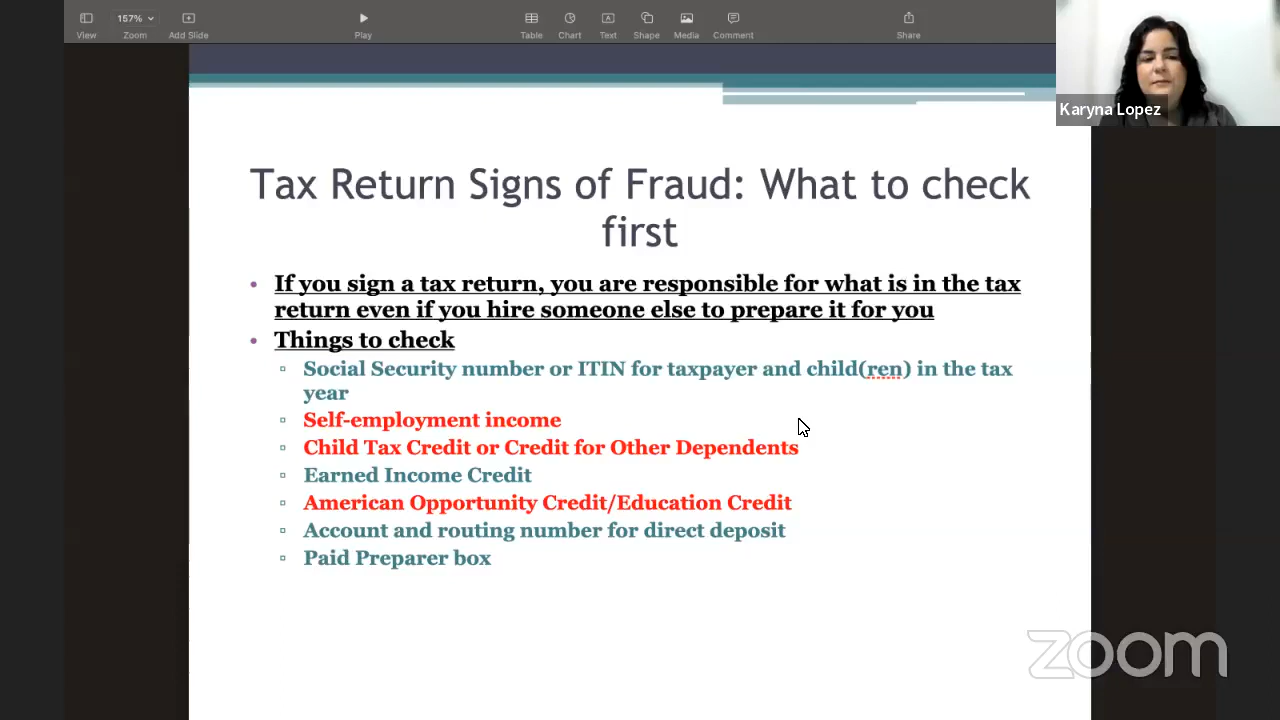 View
157%
Zoom
Add Slide
Play
Table
Chart
Text
Shape
Media
Comment
Share
Karyna Lopez
Tax Return Signs of Fraud: What to check
first
• If you sign a tax return, you are responsible for what is in the tax
return even if you hire someone else to prepare it for you
• Things to check
▫ Social Security number or ITIN for taxpayer and child(ren) in the tax
year
▫ Self-employment income
▫ Child Tax Credit or Credit for Other Dependents
▫ Earned Income Credit
▫ American Opportunity Credit/Education Credit
▫ Account and routing number for direct deposit
▫ Paid Preparer box
zoom